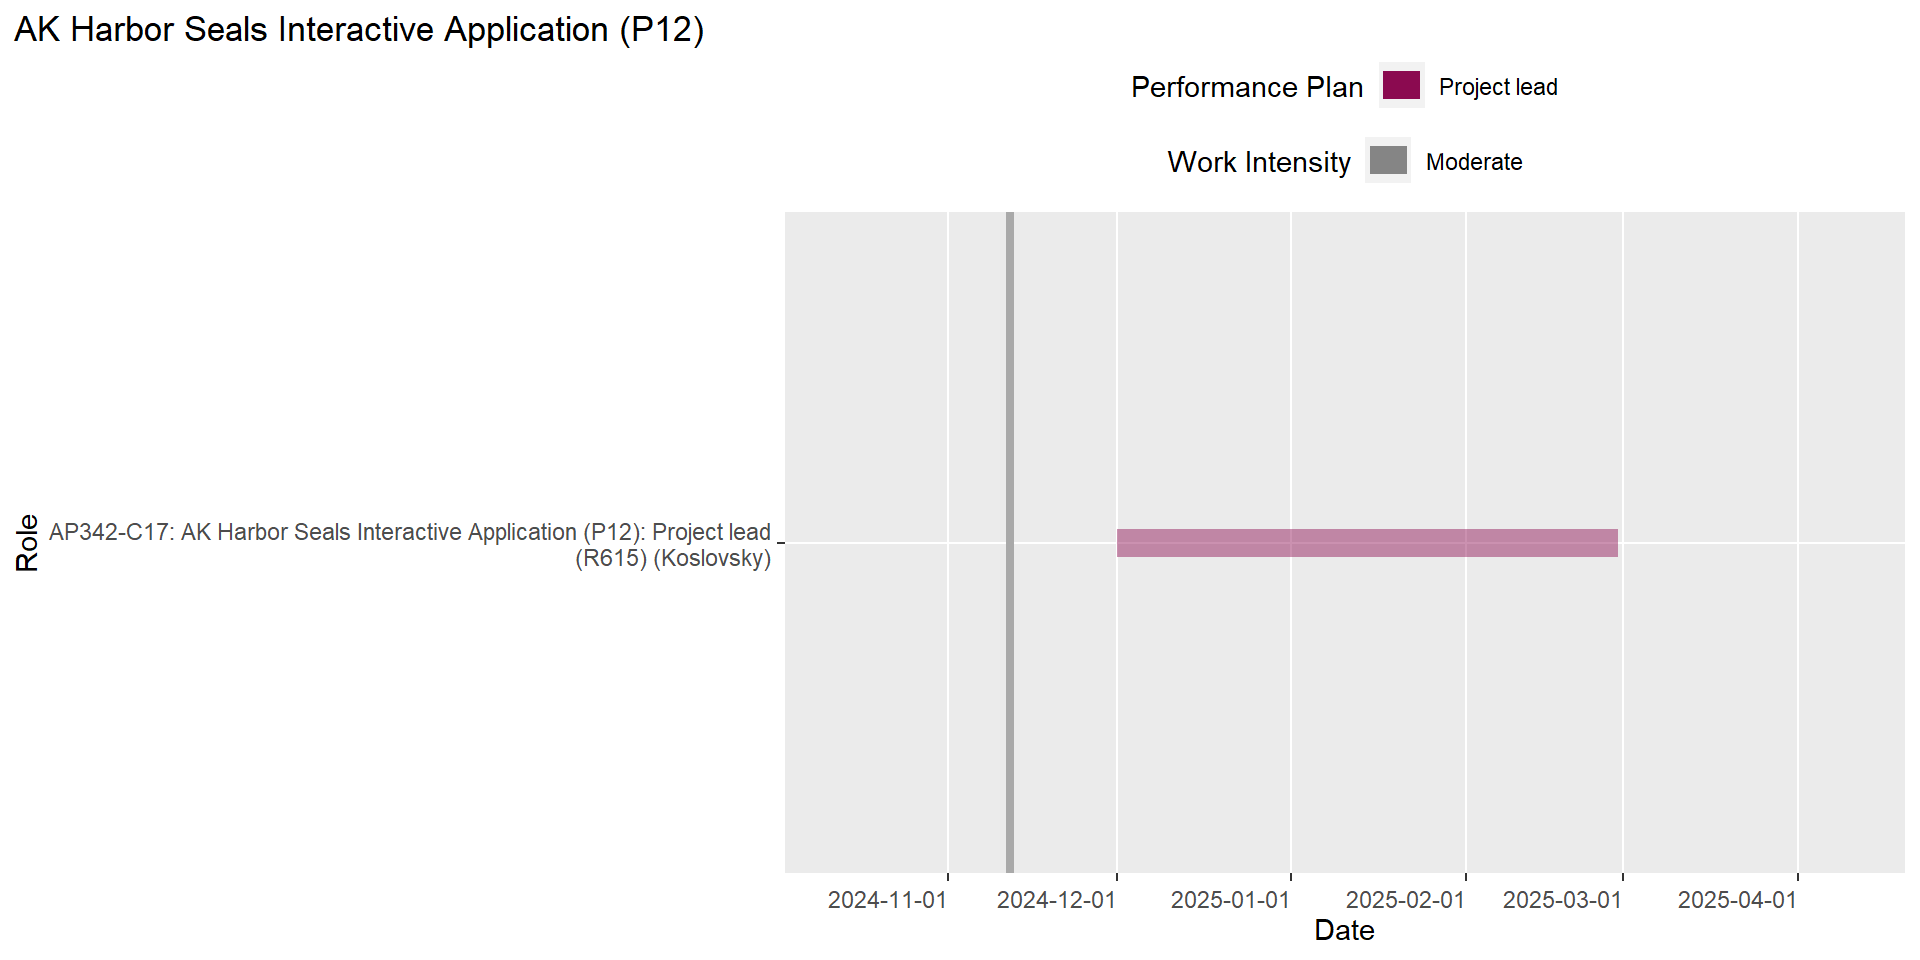 AK Harbor Seals Interactive Application (P12)
Performance Plan Project lead
Work Intensity Moderate
Role
AP342-C17: AK Harbor Seals Interactive Application (P12): Project lead
(R615) (Koslovsky)
2024-11-01 2024-12-01 2025-01-01 2025-02-01 2025-03-01 2025-04-01
Date